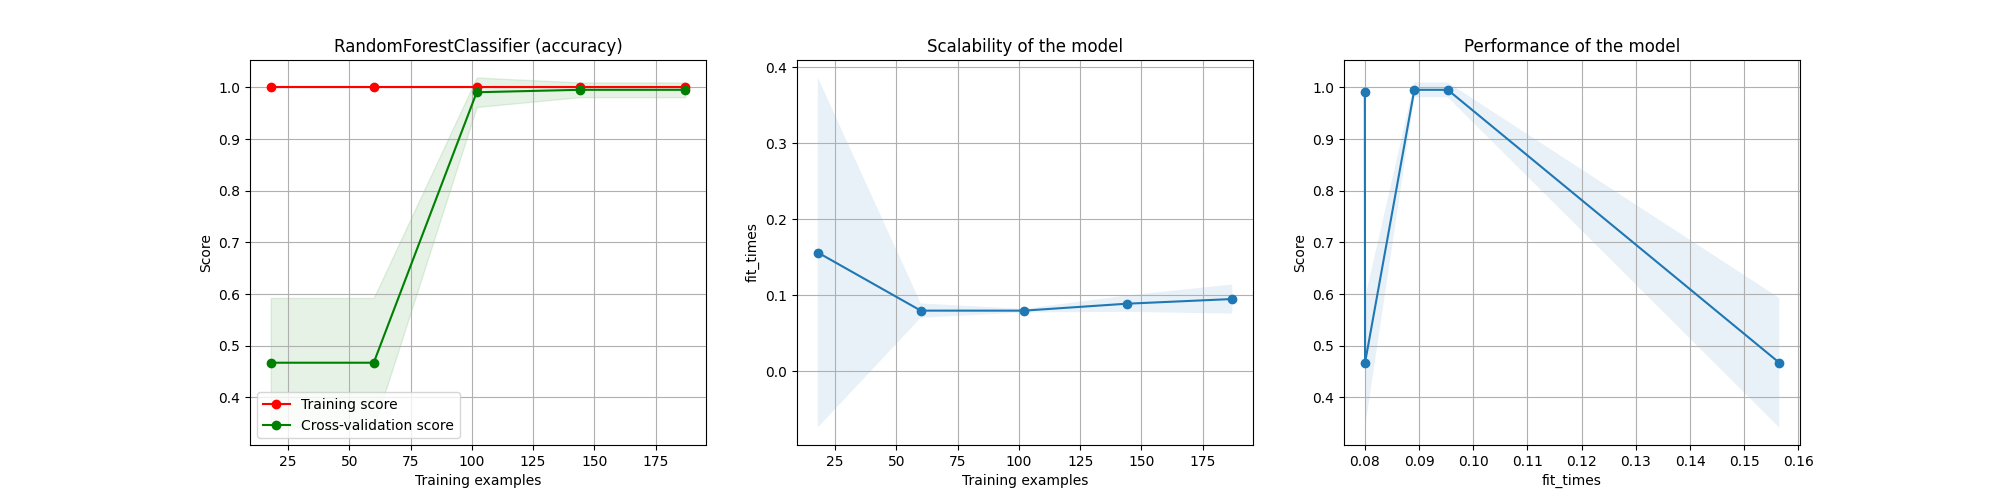 RandomForestClassifier (accuracy)
1.0
0.9
0.8
0.7
0.6
0.5
0.4
Score
Training score
Cross-validation score
25 50 75 100 125 150 175
Training examples
Scalability of the model
0.4
0.3
0.2
0.1
0.0
fit_times
25 50 75 100 125 150 175
Training examples
Performance of the model
1.0
0.9
0.8
0.7
0.6
0.5
0.4
Score
0.08 0.09 0.10 0.11 0.12 0.13 0.14 0.15 0.16
fit_times